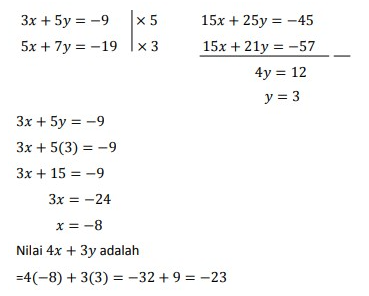 3x + 5y = −9 | × 5 15x + 25y = −45
5x + 7y = −19 | × 3 15x + 21y = −57 −
4y = 12
y = 3
3x + 5y = −9
3x + 5(3) = −9
3x + 15 = −9
3x = −24
x = −8
Nilai 4x + 3y adalah
=4(−8) + 3(3) = −32 + 9 = −23